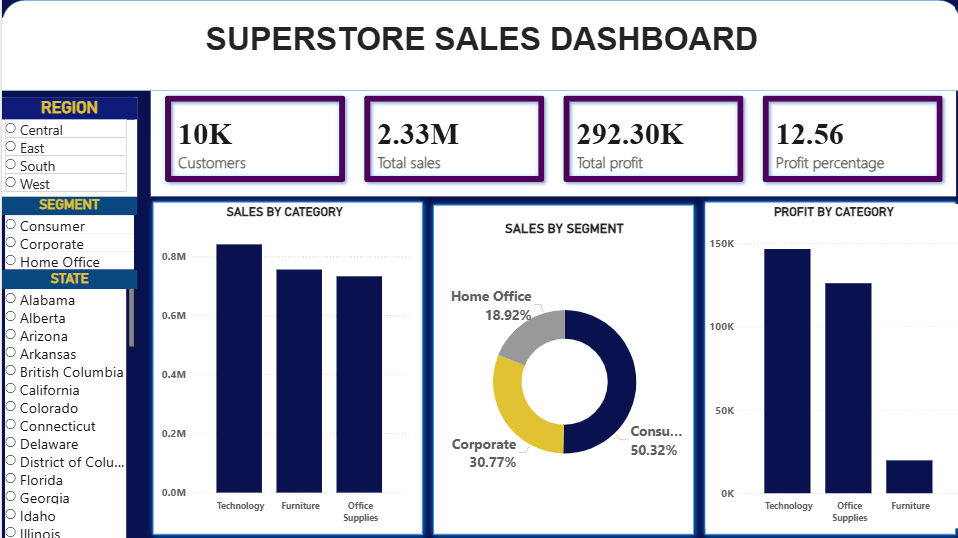 SUPERSTORE SALES DASHBOARD
REGION
Central
East
South
West
SEGMENT
Consumer
Corporate
Home Office
STATE
Alabama
Alberta
Arizona
Arkansas
British Columbia
California
Colorado
Connecticut
Delaware
District of Colu...
Florida
Georgia
Idaho
Illinois
10K
Customers
2.33M
Total sales
292.30K
Total profit
12.56
Profit percentage
SALES BY CATEGORY
0.8M
0.6M
0.4M
0.2M
0.0M
Technology
Furniture
Office
Supplies
SALES BY SEGMENT
Home Office
18.92%
Corporate
30.77%
Consu...
50.32%
PROFIT BY CATEGORY
150K
100K
50K
0K
Technology
Office
Supplies
Furniture